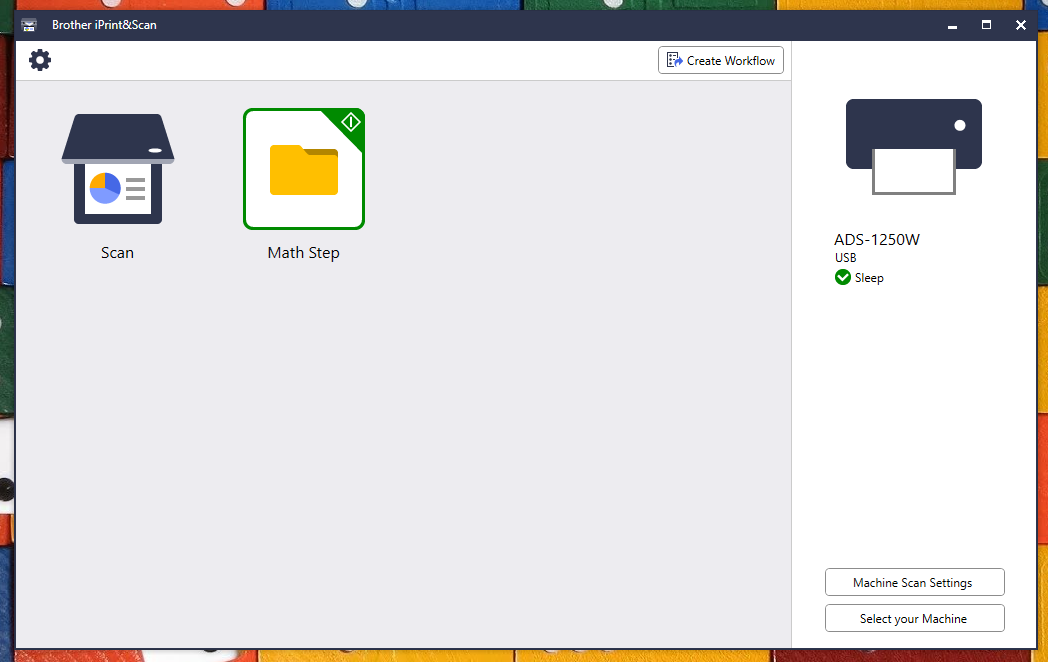 Brother iPrint&Scan
Create Workflow
Scan
Math Step
ADS-1250W
USB
Sleep
Machine Scan Settings
Select your Machine